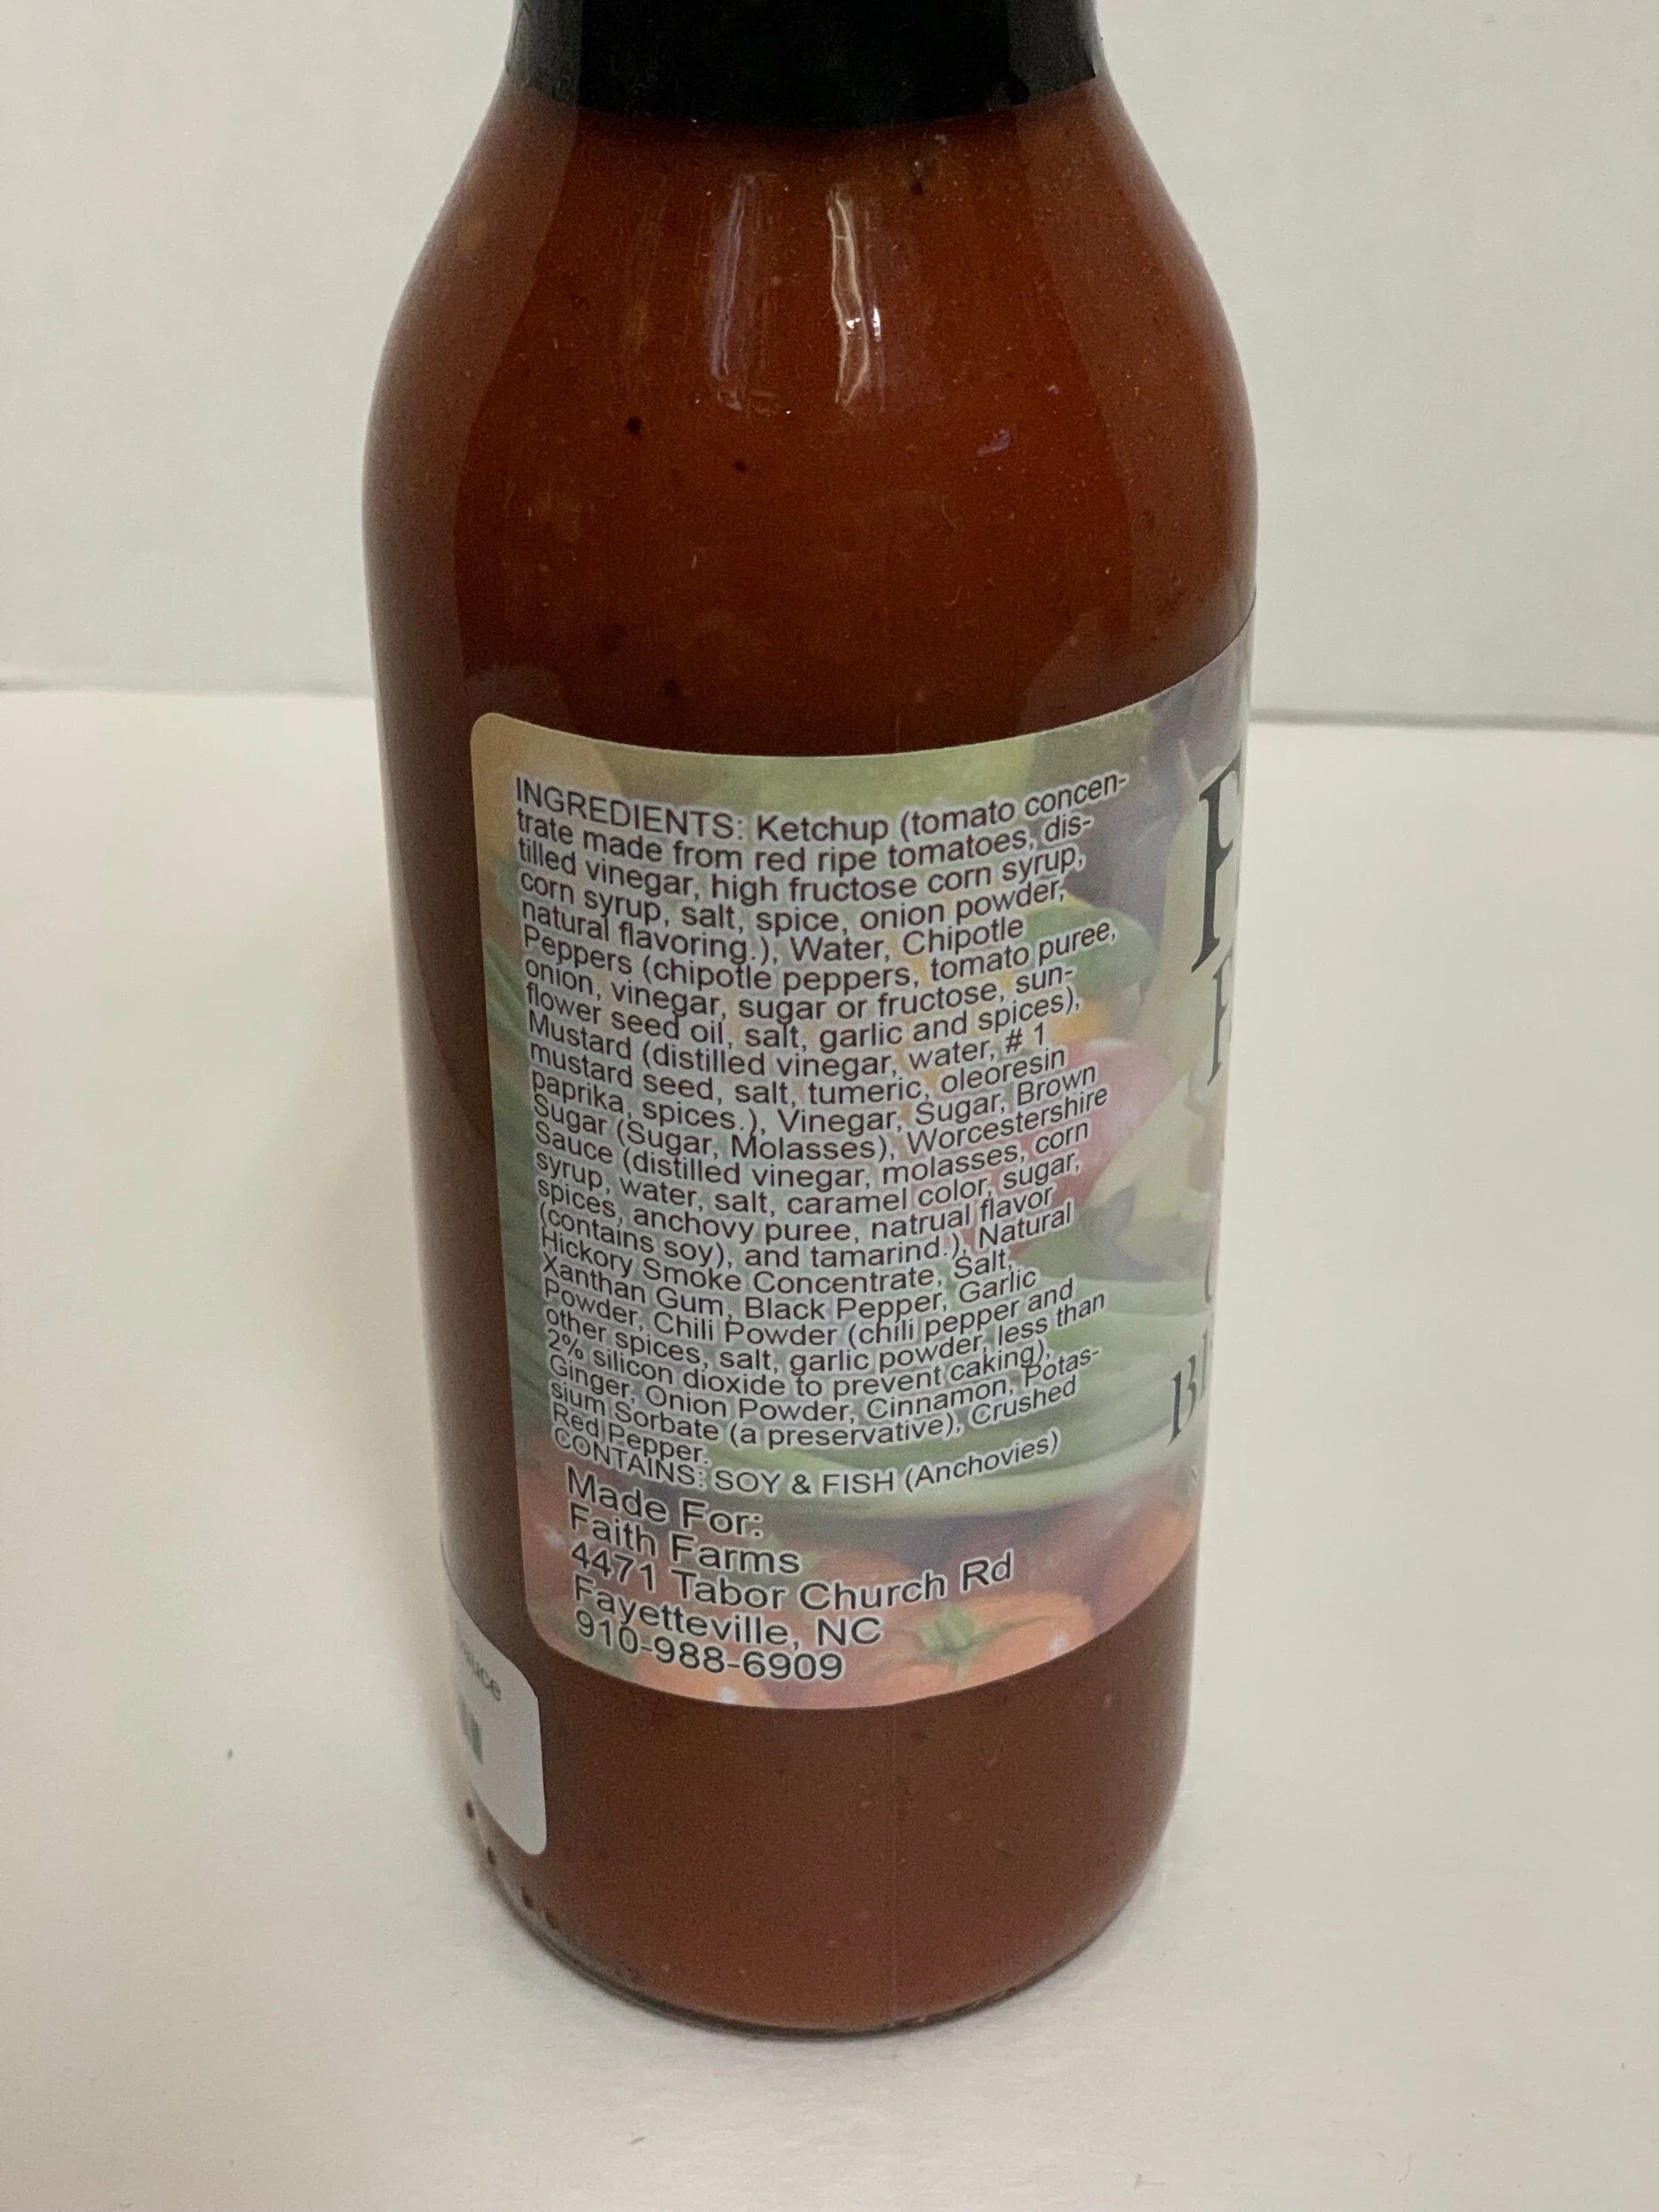 INGREDIENTS: Ketchup (tomato concen-
trate made from red ripe tomatoes, dis-
tilled vinegar, high fructose corn syrup,
corn syrup, salt, spice, onion powder,
natural flavoring.), Water, Chipotle
Peppers (chipotle peppers, tomato puree,
onion, vinegar, sugar or fructose, sun-
flower seed oil, salt, garlic and spices),
Mustard (distilled vinegar, water, # 1
mustard seed, salt, tumeric, oleoresin
paprika, spices.), Vinegar, Sugar, Brown
Sugar (Sugar, Molasses), Worcestershire
Sauce (distilled vinegar, molasses, corn
syrup, water, salt, caramel color, sugar,
spices, anchovy puree, natrual flavor
(contains soy), and tamarind.), Natural
Hickory Smoke Concentrate, Salt,
Xanthan Gum, Black Pepper, Garlic
Powder, Chili Powder (chili pepper and
other spices, salt, garlic powder, less than
2% silicon dioxide to prevent caking),
Ginger, Onion Powder, Cinnamon, Potas-
sium Sorbate (a preservative), Crushed
Red Pepper.
CONTAINS: SOY & FISH (Anchovies)
Made For:
Faith Farms
4471 Tabor Church Rd
Fayetteville, NC
910-988-6909